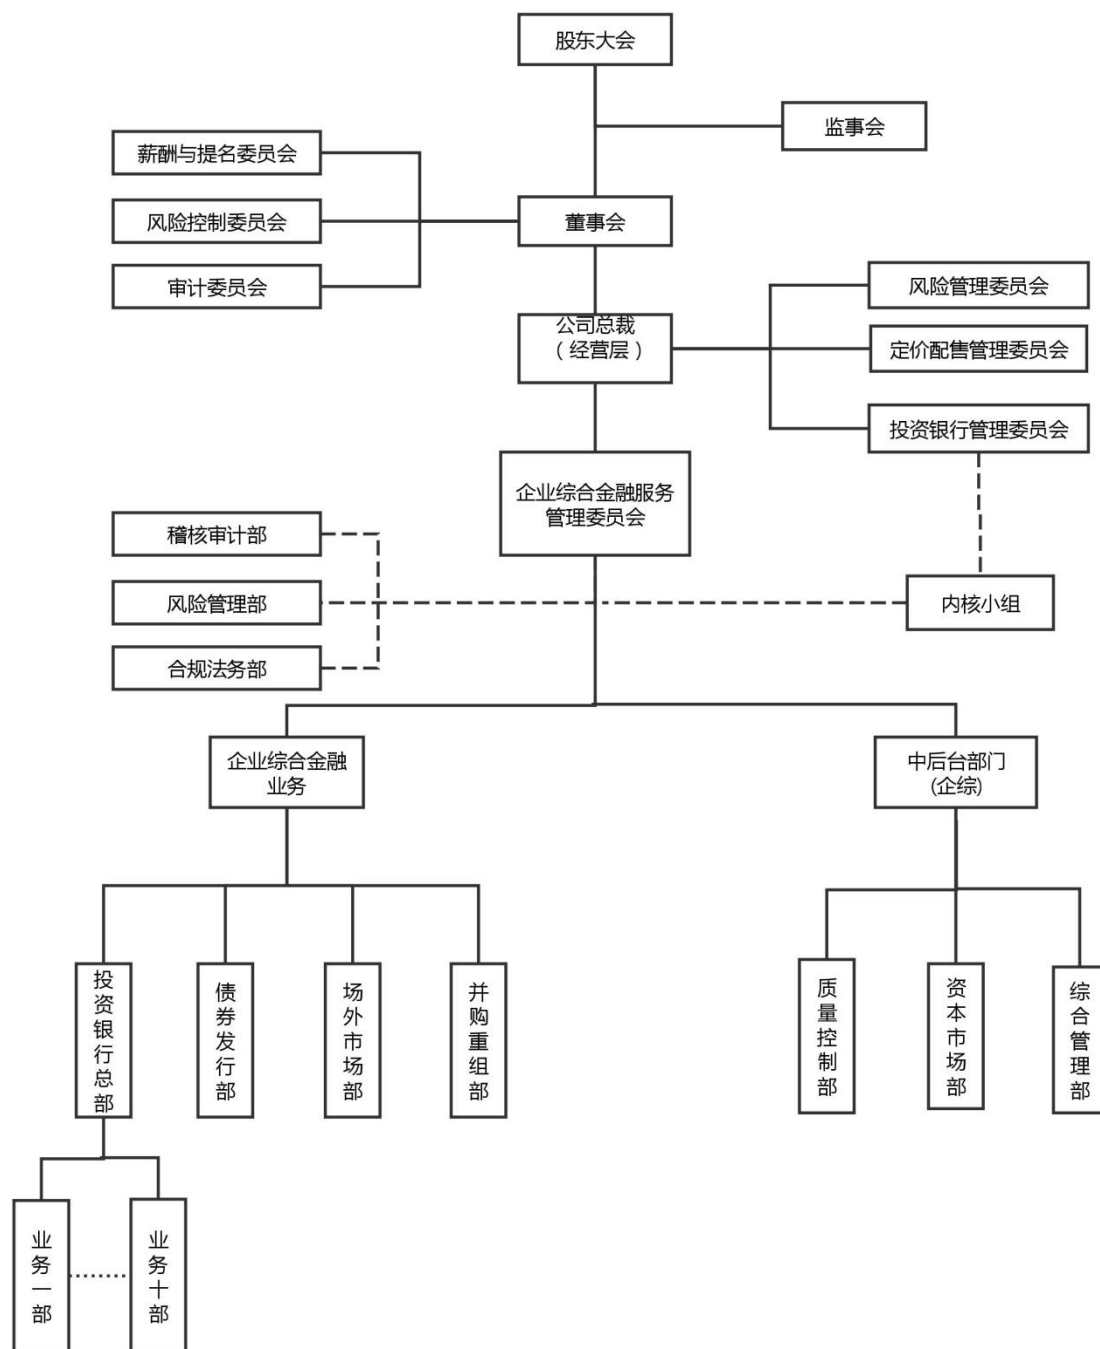 股东大会
监事会
薪酬与提名委员会
风险控制委员会
董事会
审计委员会
风险管理委员会
公司总裁
（经营层）
定价配售管理委员会
投资银行管理委员会
企业综合金融服务
管理委员会
稽核审计部
风险管理部
内核小组
合规法务部
企业综合金融
业务
中后台部门
(企综)
投资银行总部
债券发行部
场外市场部
并购重组部
质量控制部
资本市场部
综合管理部
业务一部
业务十部